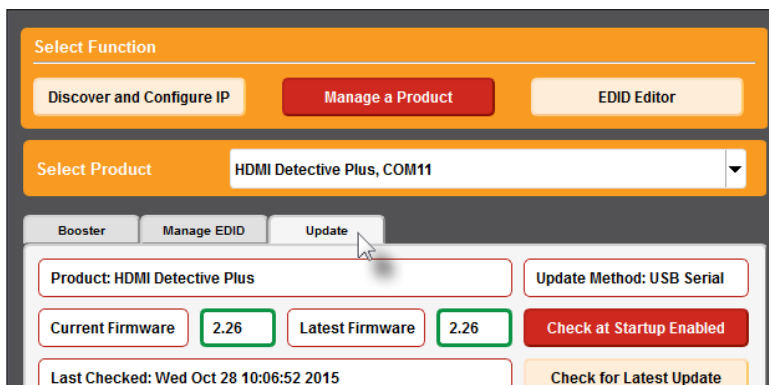 Select Function
Discover and Configure IP
Manage a Product
EDID Editor
Select Product
HDMI Detective Plus, COM11
Booster
Manage EDID
Update
Product: HDMI Detective Plus
Update Method: USB Serial
Current Firmware
2.26
Latest Firmware
2.26
Check at Startup Enabled
Last Checked: Wed Oct 28 10:06:52 2015
Check for Latest Update